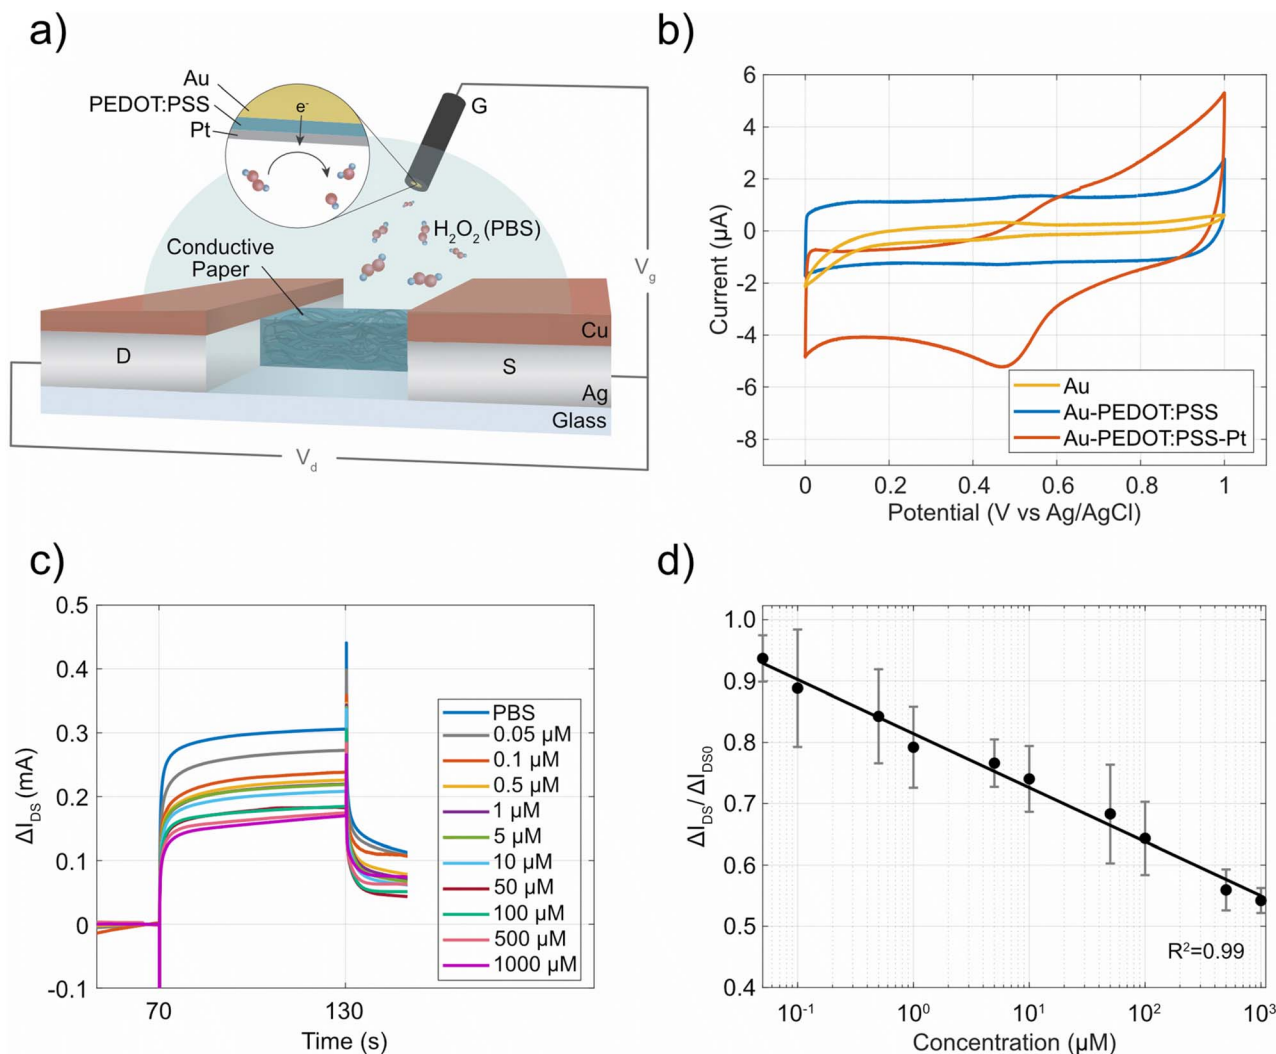 a)
Au
PEDOT:PSS
Pt
e-
G
H2O2 (PBS)
Conductive
Paper
Vg
Cu
D
S
Ag
Glass
Vd
b)
6
4
2
0
-2
-4
-6
-8
Current (µA)
Au
Au-PEDOT:PSS
Au-PEDOT:PSS-Pt
0 0.2 0.4 0.6 0.8 1
Potential (V vs Ag/AgCl)
c)
0.5
0.4
0.3
0.2
0.1
0
-0.1
ΔIDS (mA)
PBS
0.05 µM
0.1 µM
0.5 µM
1 µM
5 µM
10 µM
50 µM
100 µM
500 µM
1000 µM
70 130
Time (s)
d)
1.0
0.9
0.8
0.7
0.6
0.5
0.4
ΔIDS/ ΔIDS0
R²=0.99
10⁻¹ 10⁰ 10¹ 10² 10³
Concentration (µM)